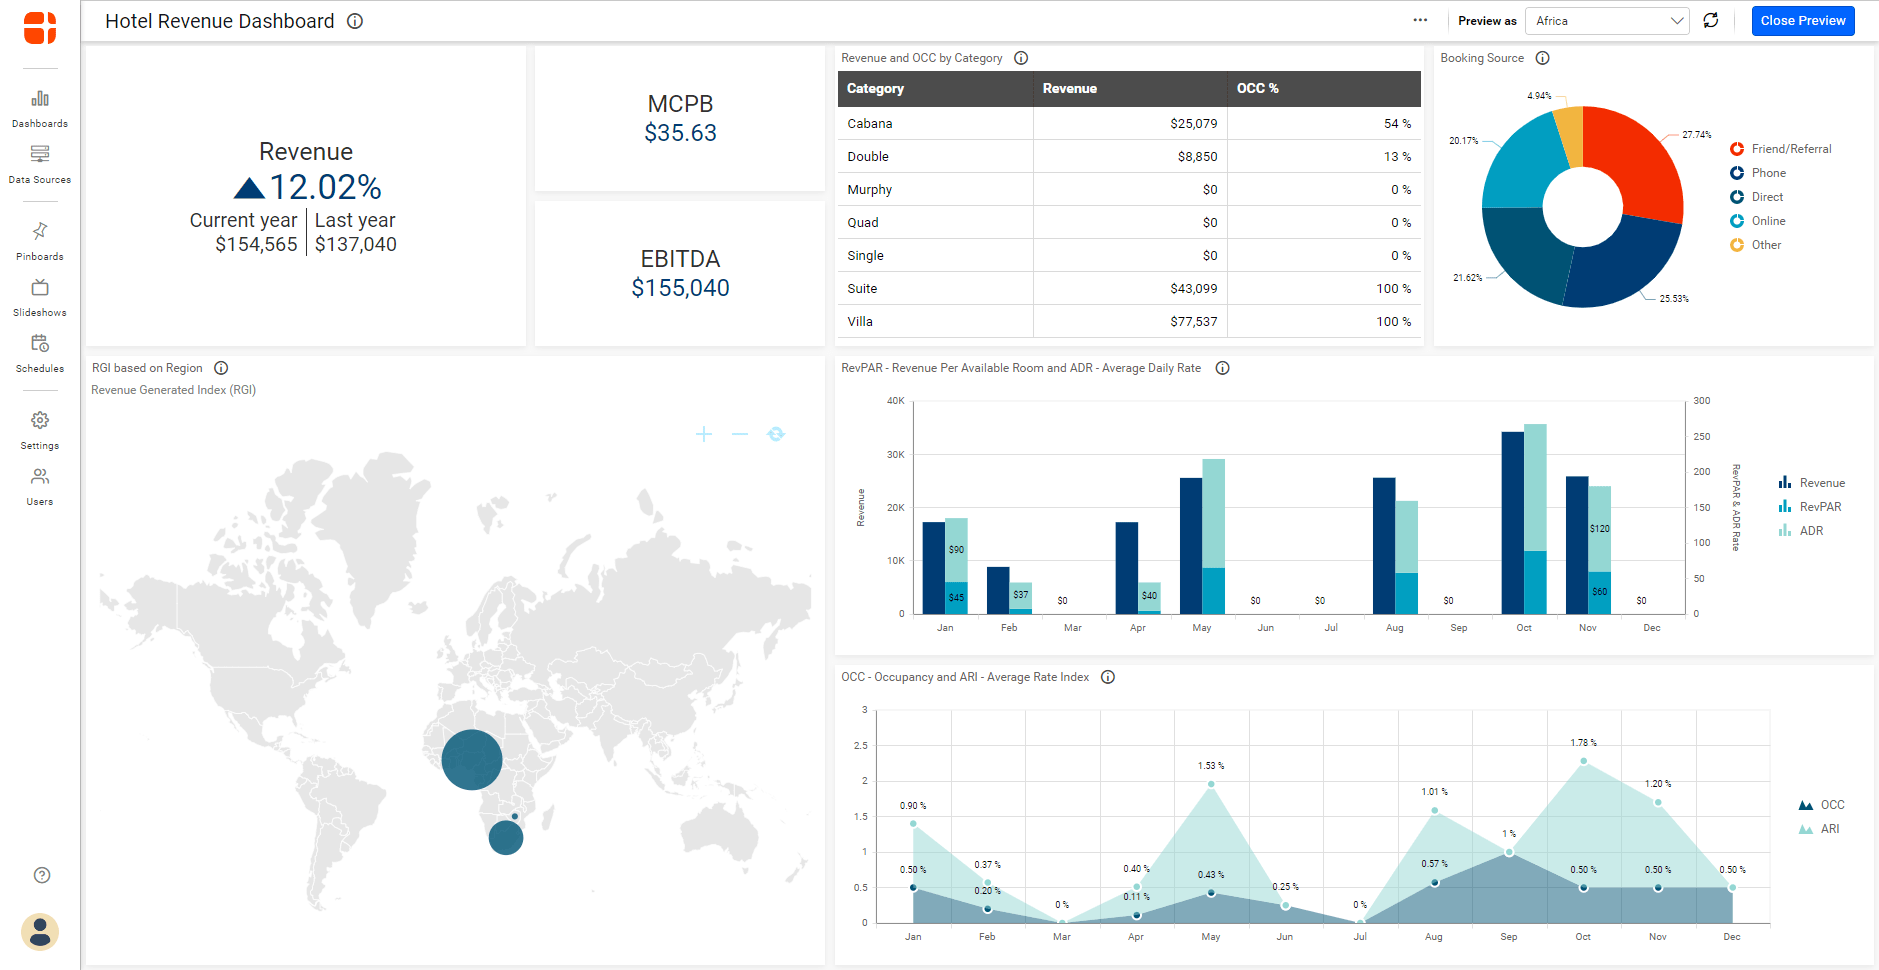 Hotel Revenue Dashboard
Preview as
Africa
Close Preview
Dashboards
Data Sources
Pinboards
Slideshows
Schedules
Settings
Users
Revenue
12.02%
Current year
Last year
$154,565
$137,040
MCPB
$35.63
EBITDA
$155,040
Revenue and OCC by Category
Category Revenue OCC %
Cabana $25,079 54 %
Double $8,850 13 %
Murphy $0 0 %
Quad $0 0 %
Single $0 0 %
Suite $43,099 100 %
Villa $77,537 100 %
Booking Source
4.94%
20.17%
27.74%
21.62%
25.53%
Friend/Referral
Phone
Direct
Online
Other
RGI based on Region
Revenue Generated Index (RGI)
RevPAR - Revenue Per Available Room and ADR - Average Daily Rate
40K
30K
20K
10K
0
Revenue
$90
$45
$37
$0
$40
$0
$0
$0
$120
$60
$0
300
250
200
150
100
50
0
RevPAR & ADR Rate
Jan Feb Mar Apr May Jun Jul Aug Sep Oct Nov Dec
Revenue
RevPAR
ADR
OCC - Occupancy and ARI - Average Rate Index
3
2.5
2
1.5
1
0.5
0
0.90 %
0.50 %
0.37 %
0.20 %
0 %
0.40 %
0.11 %
1.53 %
0.43 %
0.25 %
0 %
1.01 %
0.57 %
1 %
1.78 %
0.50 %
1.20 %
0.50 %
0.50 %
Jan Feb Mar Apr May Jun Jul Aug Sep Oct Nov Dec
OCC
ARI